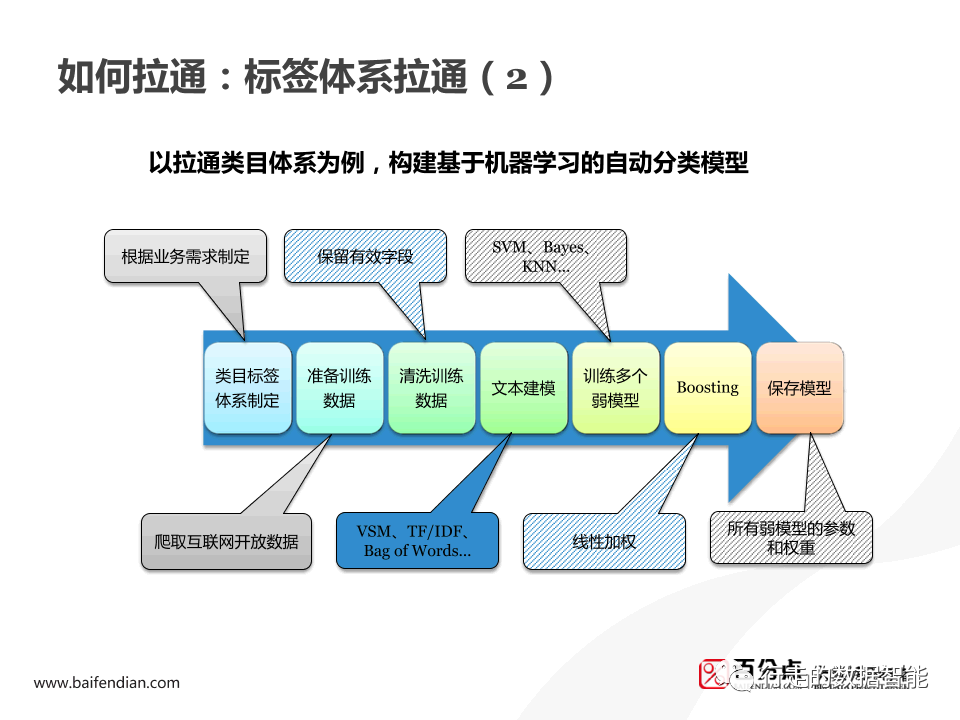 如何拉通：标签体系拉通（2）
以拉通类目体系为例，构建基于机器学习的自动分类模型
根据业务需求制定
保留有效字段
SVM、Bayes、
KNN...
类目标签
体系制定
准备训练
数据
清洗训练
数据
文本建模
训练多个
弱模型
Boosting
保存模型
爬取互联网开放数据
VSM、TF/IDF、
Bag of Words...
线性加权
所有弱模型的参数
和权重
www.baifendian.com
百分点
行走的数据智能